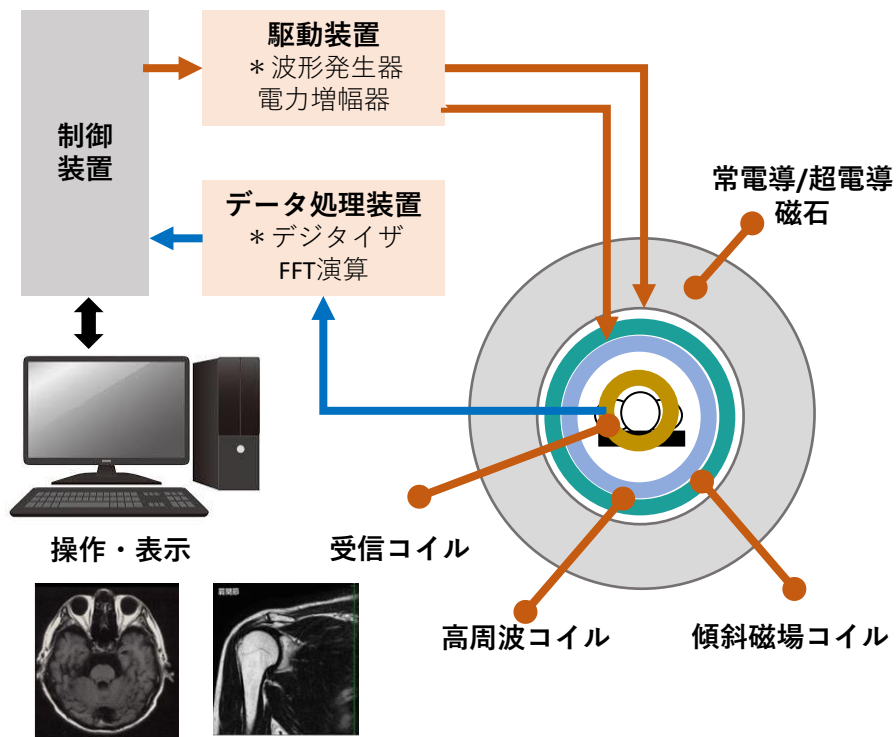 駆動装置
＊波形発生器
電力増幅器
制御
装置
データ処理装置
＊デジタイザ
FFT演算
常電導/超電導
磁石
操作・表示
受信コイル
高周波コイル
傾斜磁場コイル
肩関節